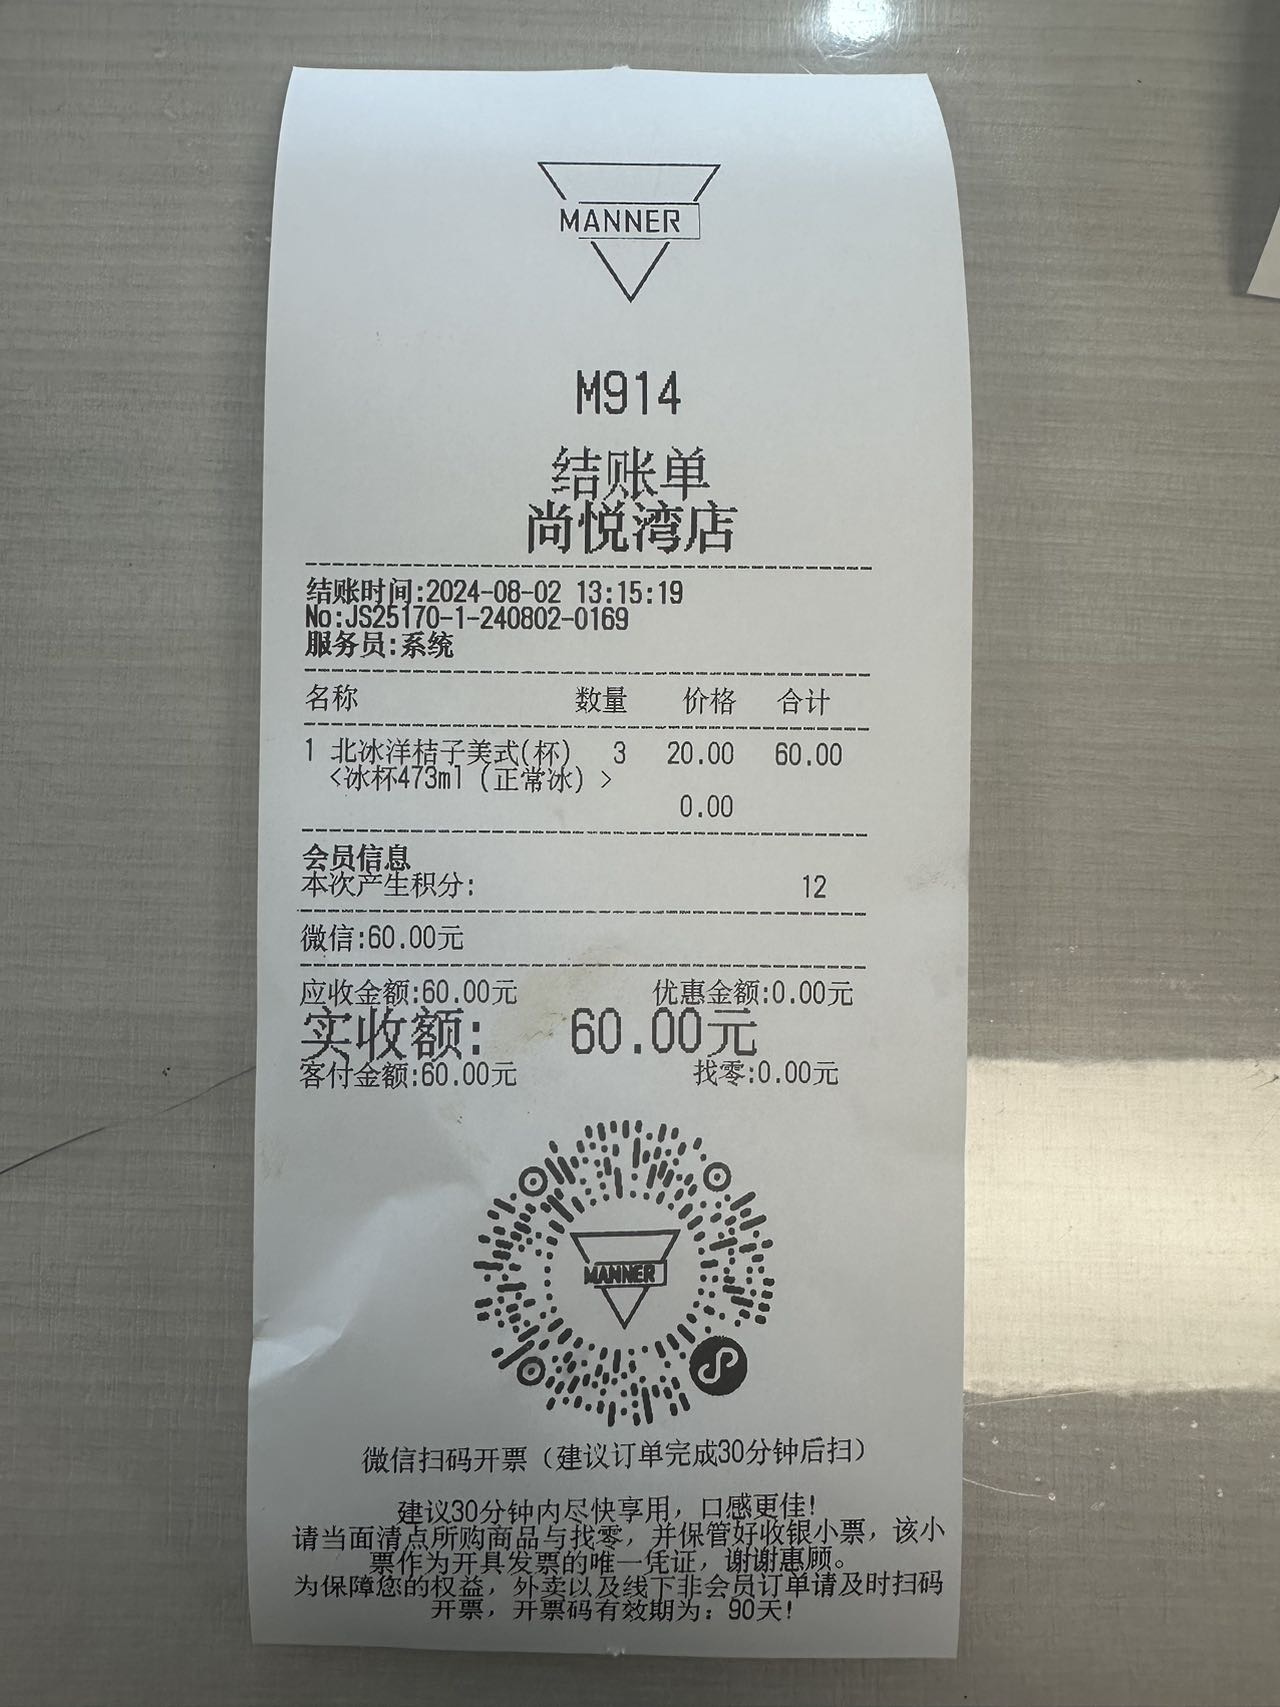 MANNER
M914
结账单
尚悦湾店
结账时间:2024-08-02 13:15:19
No:JS25170-1-240802-0169
服务员:系统
名称 数量 价格 合计
1 北冰洋桔子美式(杯) 3 20.00 60.00
<冰杯473ml (正常冰) >
0.00
会员信息
本次产生积分: 12
微信:60.00元
应收金额:60.00元 优惠金额:0.00元
实收额: 60.00元
客付金额:60.00元 找零:0.00元
MANNER
微信扫码开票（建议订单完成30分钟后扫）
建议30分钟内尽快享用，口感更佳!
请当面清点所购商品与找零，并保管好收银小票，该小
票作为开具发票的唯一凭证，谢谢惠顾。
为保障您的权益，外卖以及线下非会员订单请及时扫码
开票，开票码有效期为：90天!